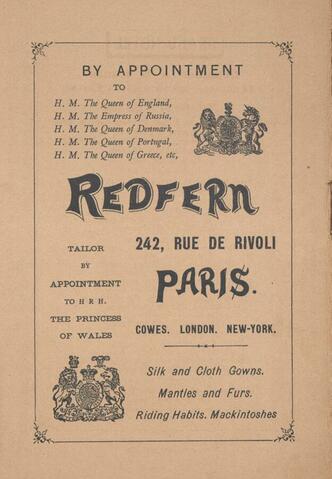 BY APPOINTMENT
TO
H. M. The Queen of England,
H. M. The Empress of Russia,
H. M. The Queen of Denmark,
H. M. The Queen of Portugal,
H. M. The Queen of Greece, etc,
REDFERN
TAILOR
BY
APPOINTMENT
TO H R H.
THE PRINCESS
OF WALES
242, RUE DE RIVOLI
PARIS.
COWES. LONDON. NEW-YORK.
Silk and Cloth Gowns.
Mantles and Furs.
Riding Habits. Mackintoshes